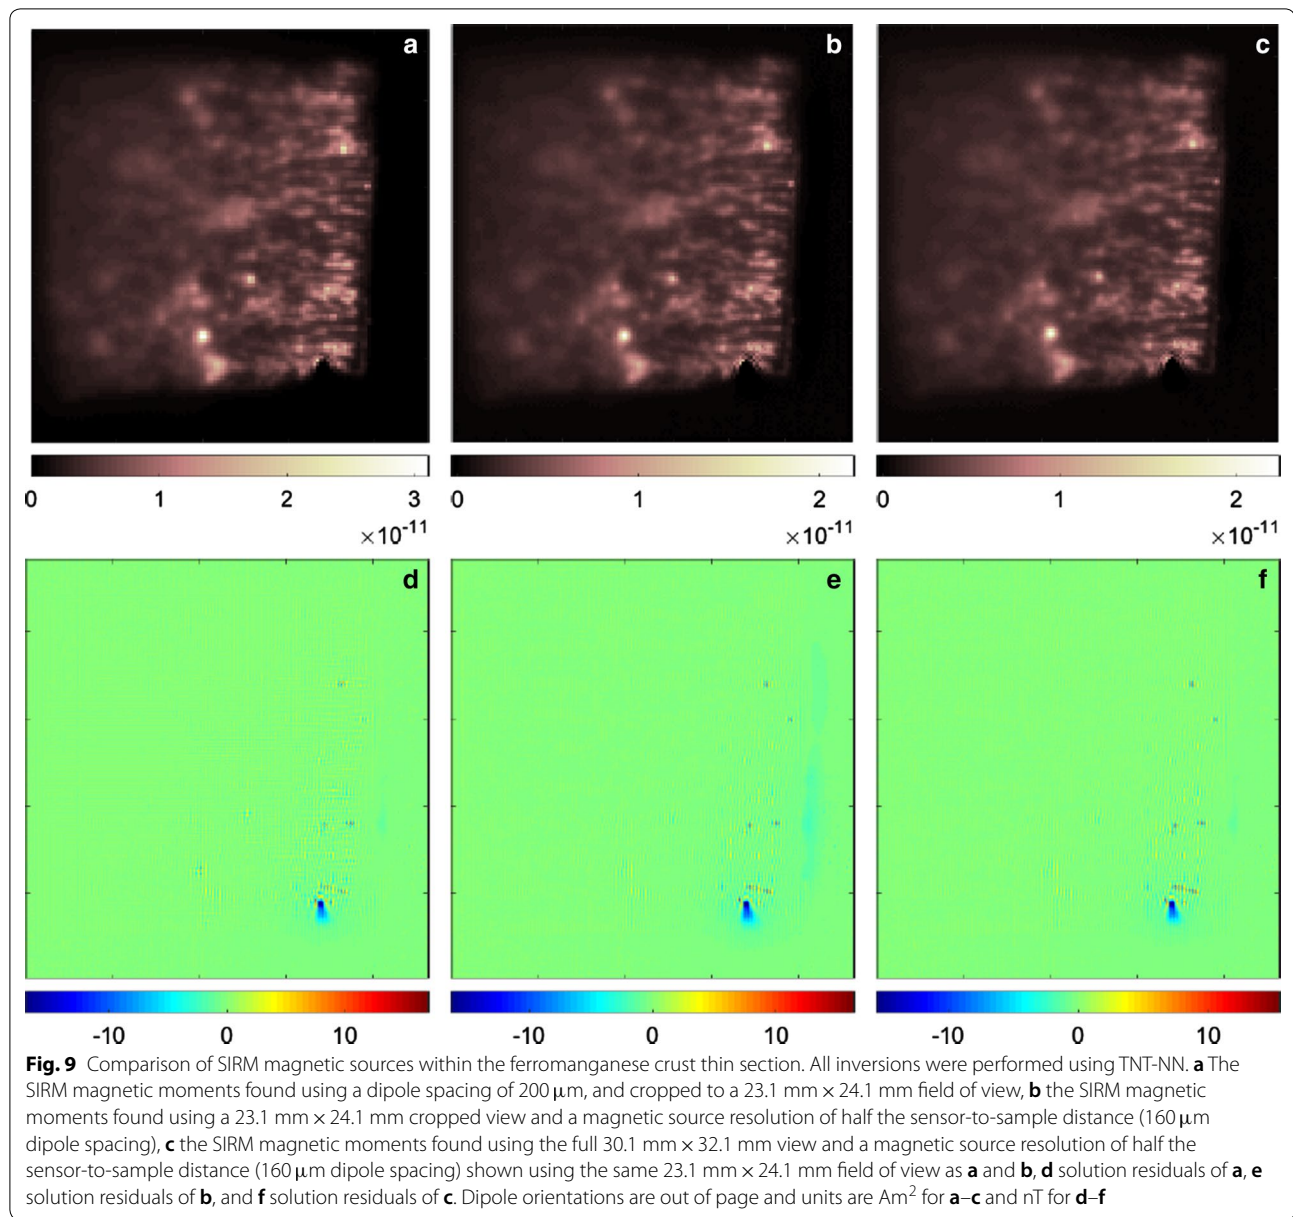 a b c
0 1 2 3 0 1 2 0 1 2
×10⁻¹¹ ×10⁻¹¹ ×10⁻¹¹
d e f
-10 0 10 -10 0 10 -10 0 10
Fig. 9 Comparison of SIRM magnetic sources within the ferromanganese crust thin section. All inversions were performed using TNT-NN. a The
SIRM magnetic moments found using a dipole spacing of 200 μm, and cropped to a 23.1 mm × 24.1 mm field of view, b the SIRM magnetic
moments found using a 23.1 mm × 24.1 mm cropped view and a magnetic source resolution of half the sensor-to-sample distance (160 μm
dipole spacing), c the SIRM magnetic moments found using the full 30.1 mm × 32.1 mm view and a magnetic source resolution of half the
sensor-to-sample distance (160 μm dipole spacing) shown using the same 23.1 mm × 24.1 mm field of view as a and b, d solution residuals of a, e
solution residuals of b, and f solution residuals of c. Dipole orientations are out of page and units are Am² for a–c and nT for d–f